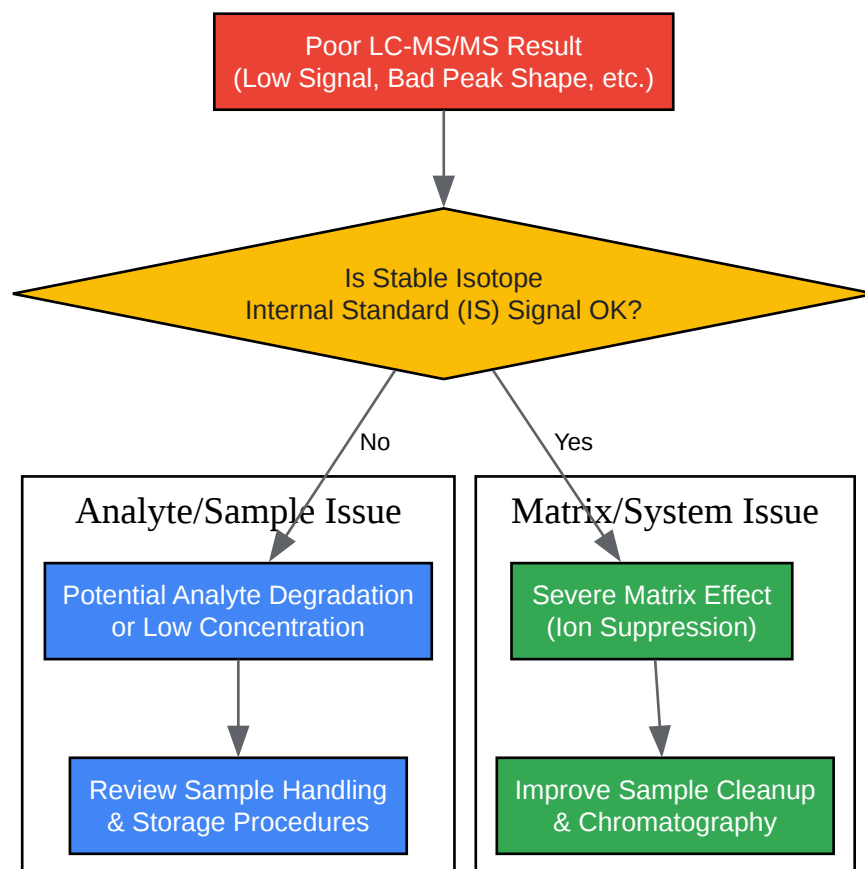 Poor LC-MS/MS Result
(Low Signal, Bad Peak Shape, etc.)
Is Stable Isotope
Internal Standard (IS) Signal OK?
No
Yes
Analyte/Sample Issue
Matrix/System Issue
Potential Analyte Degradation
or Low Concentration
Severe Matrix Effect
(Ion Suppression)
Review Sample Handling
& Storage Procedures
Improve Sample Cleanup
& Chromatography